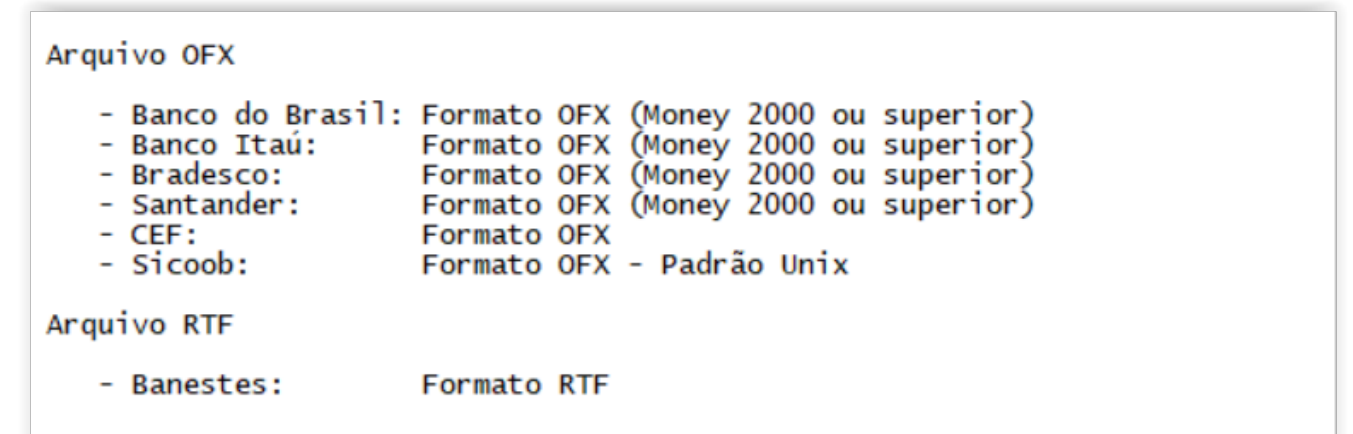 Arquivo OFX
- Banco do Brasil: Formato OFX (Money 2000 ou superior)
- Banco Itaú: Formato OFX (Money 2000 ou superior)
- Bradesco: Formato OFX (Money 2000 ou superior)
- Santander: Formato OFX (Money 2000 ou superior)
- CEF: Formato OFX
- Sicoob: Formato OFX - Padrão Unix
Arquivo RTF
- Banestes: Formato RTF